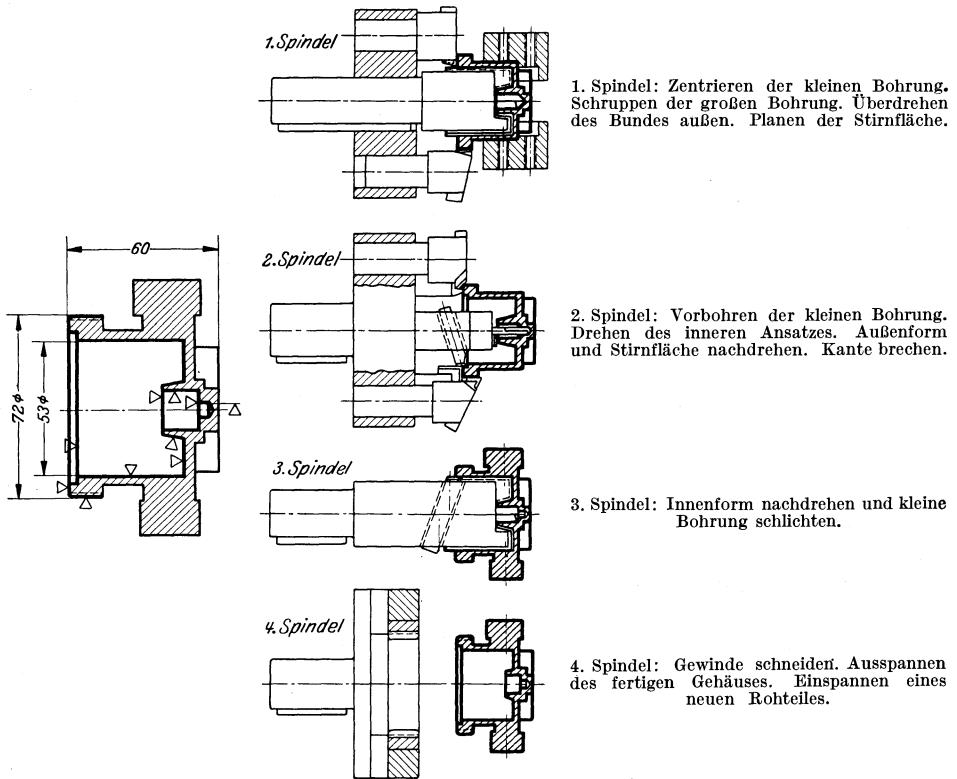 1. Spindel
1. Spindel: Zentrieren der kleinen Bohrung.
Schruppen der großen Bohrung. Überdrehen
des Bundes außen. Planen der Stirnfläche.
60
72ϕ
53ϕ
2. Spindel
2. Spindel: Vorbohren der kleinen Bohrung.
Drehen des inneren Ansatzes. Außenform
und Stirnfläche nachdrehen. Kante brechen.
3. Spindel
3. Spindel: Innenform nachdrehen und kleine
Bohrung schlichten.
4. Spindel
4. Spindel: Gewinde schneiden. Ausspannen
des fertigen Gehäuses. Einspannen eines
neuen Rohteiles.